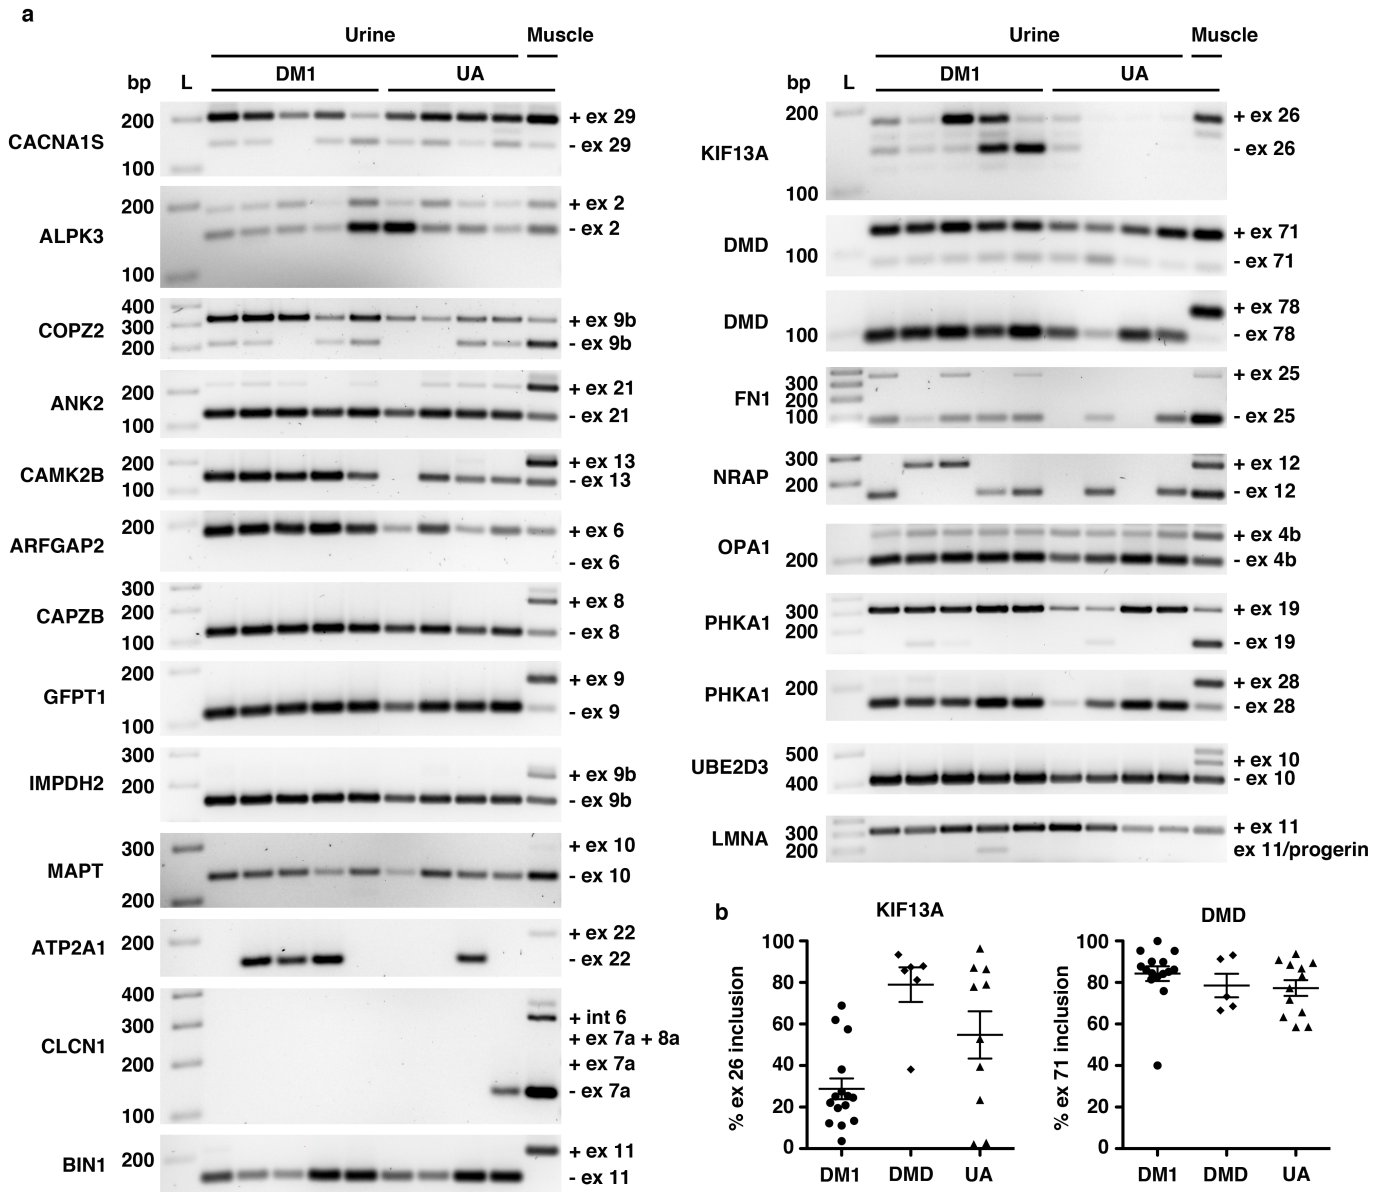 a
Urine Muscle
DM1 UA
bp L
CACNA1S 200 + ex 29
100 - ex 29
ALPK3 200 + ex 2
- ex 2
100
COPZ2 400
300 + ex 9b
200 - ex 9b
ANK2 200 + ex 21
100 - ex 21
CAMK2B 200 + ex 13
100 - ex 13
ARFGAP2 200 + ex 6
- ex 6
CAPZB 300
200 + ex 8
100 - ex 8
GFPT1 200 + ex 9
100 - ex 9
IMPDH2 300 + ex 9b
200 - ex 9b
MAPT 300 + ex 10
- ex 10
200
ATP2A1 200 + ex 22
- ex 22
CLCN1 400
300 + int 6
+ ex 7a + 8a
200 + ex 7a
- ex 7a
100
BIN1 200 + ex 11
- ex 11
Urine Muscle
DM1 UA
bp L
KIF13A 200 + ex 26
- ex 26
100
DMD + ex 71
100 - ex 71
DMD + ex 78
100 - ex 78
FN1 300 + ex 25
200
100 - ex 25
NRAP 300 + ex 12
200 - ex 12
OPA1 + ex 4b
200 - ex 4b
PHKA1 300 + ex 19
200 - ex 19
PHKA1 200 + ex 28
- ex 28
UBE2D3 500 + ex 10
400 - ex 10
LMNA 300 + ex 11
200 ex 11/progerin
b
KIF13A
% ex 26 inclusion
100
80
60
40
20
0
DM1 DMD UA
DMD
% ex 71 inclusion
100
80
60
40
20
0
DM1 DMD UA